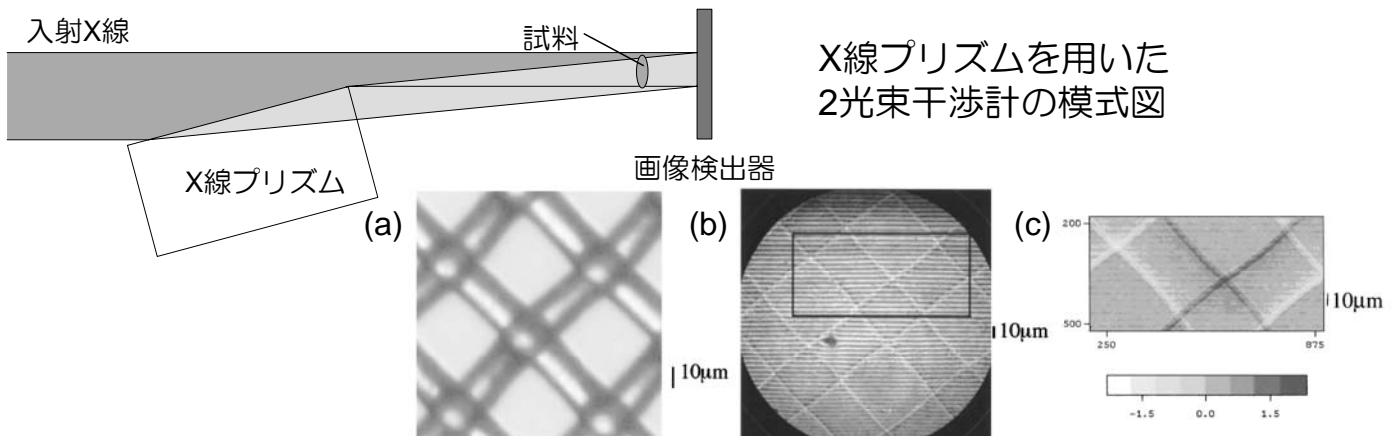 入射X線
試料
X線プリズムを用いた
2光束干渉計の模式図
画像検出器
X線プリズム
(a)
(b)
(c)
10μm
10μm
10μm
200
500
250
875
-1.5
0.0
1.5